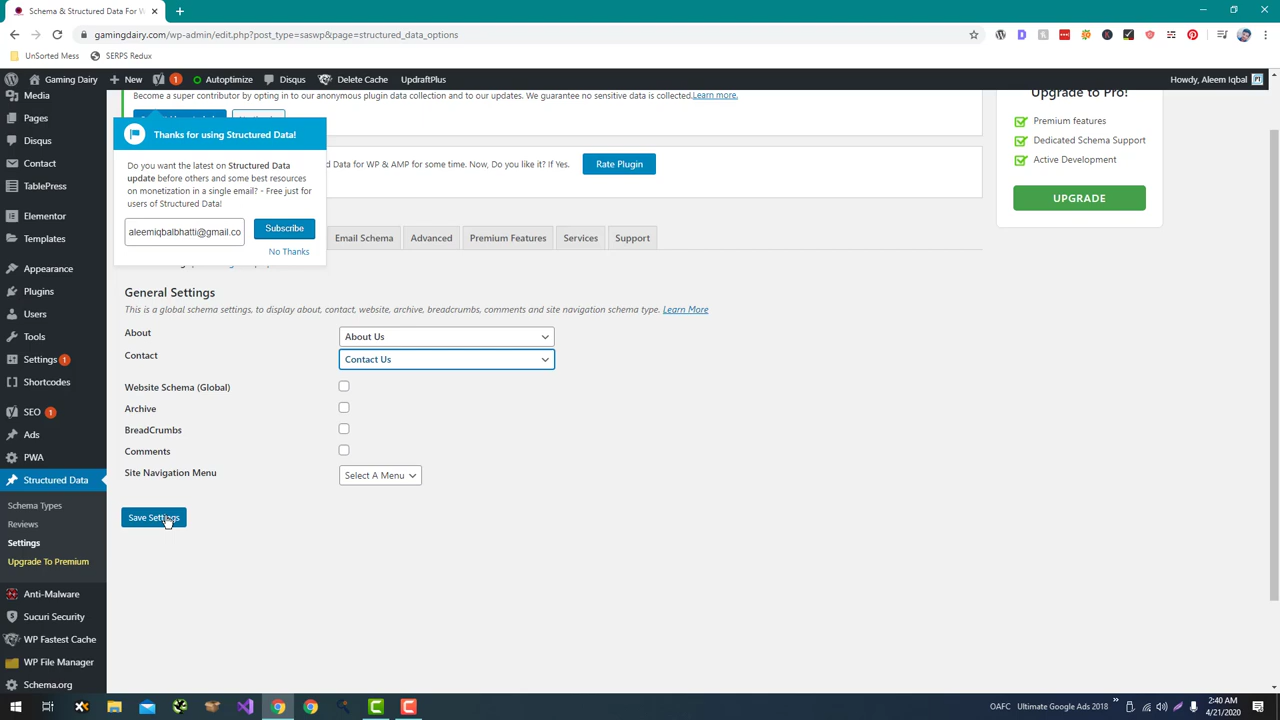 Schema & Structured Data For W
gamingdairy.com/wp-admin/edit.php?post_type=saswp&page=structured_data_options
UnSorted Mess
SERPS Redux
Gaming Dairy
New
1
Autoptimize
Disqus
Delete Cache
UpdraftPlus
Howdy, Aleem Iqbal
Media
Pages
Disqus
Contact
TablePress
Elementor
Templates
Appearance
Plugins
Users
Tools
Settings 1
Shortcodes
SEO 1
Ads
PWA
Structured Data
Schema Types
Reviews
Settings
Upgrade To Premium
Anti-Malware
Sucuri Security
WP Fastest Cache
WP File Manager
Schema.org
Become a super contributor by opting in to our anonymous plugin data collection and to our updates. We guarantee no sensitive data is collected.Learn more.
Thanks for using Structured Data!
Do you want the latest on Structured Data
update before others and some best resources
on monetization in a single email? - Free just for
users of Structured Data!
aleemiqbalbhatti@gmail.co
Subscribe
No Thanks
d Data for WP & AMP for some time. Now, Do you like it? If Yes.
Rate Plugin
Email Schema
Advanced
Premium Features
Services
Support
General Settings
This is a global schema settings, to display about, contact, website, archive, breadcrumbs, comments and site navigation schema type. Learn More
About
About Us
Contact
Contact Us
Website Schema (Global)
Archive
BreadCrumbs
Comments
Site Navigation Menu
Select A Menu
Save Settings
Upgrade to Pro!
Premium features
Dedicated Schema Support
Active Development
UPGRADE
OAFC
Ultimate Google Ads 2018
2:40 AM
4/21/2020